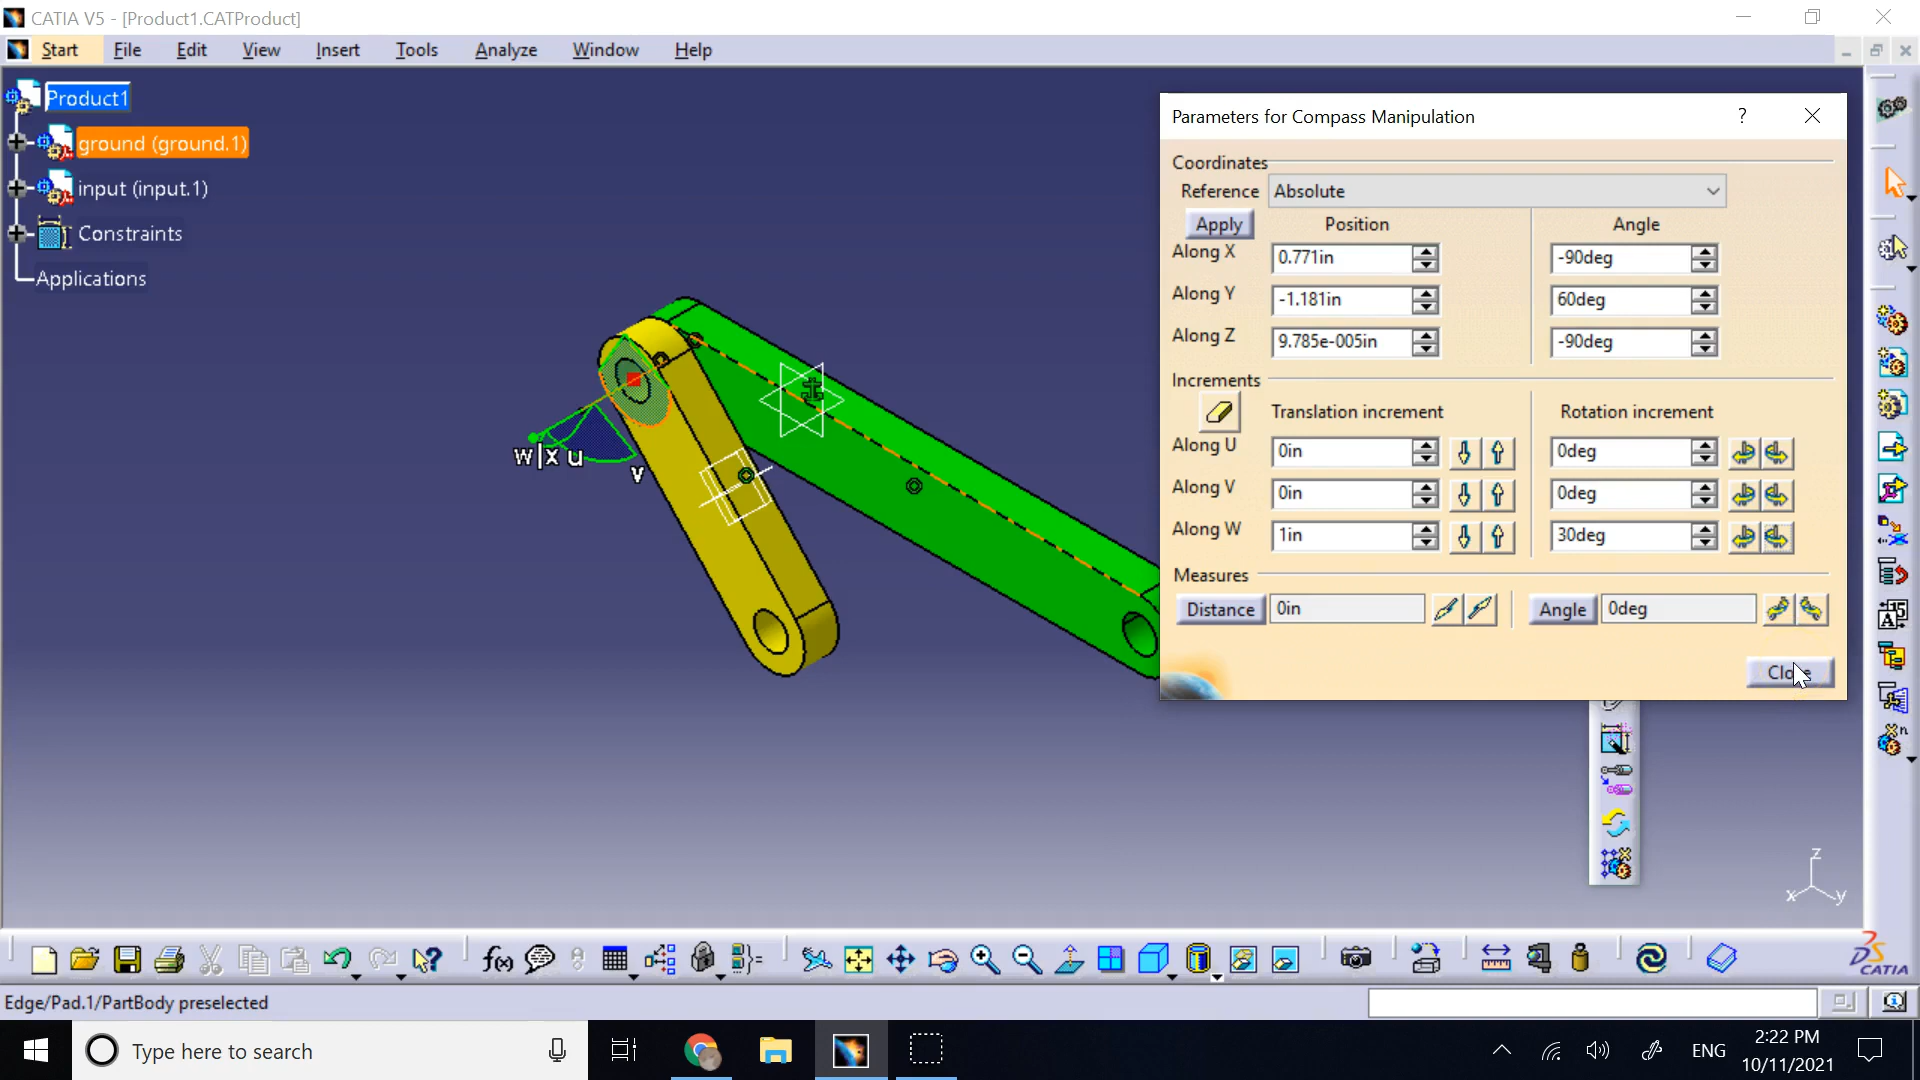 CATIA V5 - [Product1.CATProduct]
Start File Edit View Insert Tools Analyze Window Help
Product1
ground (ground.1)
input (input.1)
Constraints
Applications
w|x u
v
Parameters for Compass Manipulation
?
Coordinates
Reference Absolute
Apply Position Angle
Along X 0.771in -90deg
Along Y -1.181in 60deg
Along Z 9.785e-005in -90deg
Increments
Translation increment Rotation increment
Along U 0in 0deg
Along V 0in 0deg
Along W 1in 30deg
Measures
Distance 0in Angle 0deg
z
x y
f(x)
CATIA
Edge/Pad.1/PartBody preselected
Type here to search
ENG
2:22 PM
10/11/2021